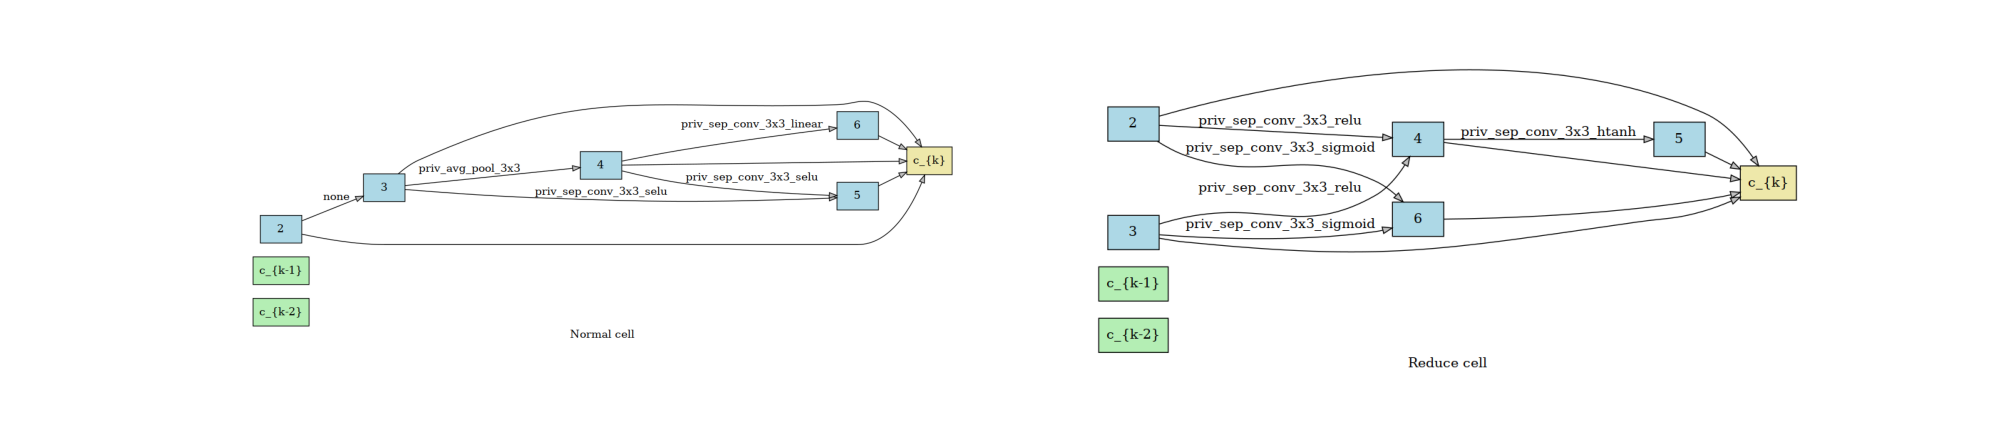 6
priv_sep_conv_3x3_linear
c_{k}
4
priv_avg_pool_3x3
priv_sep_conv_3x3_selu
3
priv_sep_conv_3x3_selu
5
none
2
c_{k-1}
c_{k-2}
Normal cell
2
priv_sep_conv_3x3_relu
4
priv_sep_conv_3x3_htanh
5
priv_sep_conv_3x3_sigmoid
c_{k}
priv_sep_conv_3x3_relu
6
3
priv_sep_conv_3x3_sigmoid
c_{k-1}
c_{k-2}
Reduce cell